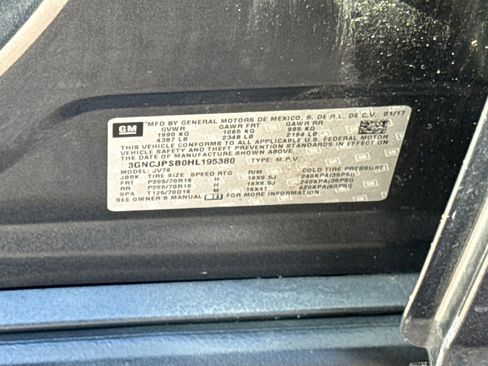 GM
MFD BY GENERAL MOTORS DE MEXICO, S. DE R.L. DE C.V. 01/17
GVWR GAWR FRT GAWR RR
1990 KG 1065 KG 995 KG
4387 LB 2348 LB 2194 LB
THIS VEHICLE CONFORMS TO ALL APPLICABLE U.S. FEDERAL MOTOR
VEHICLE SAFETY, BUMPER, AND THEFT PREVENTION STANDARDS IN
EFFECT ON THE DATE OF MANUFACTURE SHOWN ABOVE.
3GNCJPSB0HL195380 TYPE: M.P.V.
MODEL: JV76
JB9K TIRE SIZE SPEED RTG RIM COLD TIRE PRESSURE
FRT P205/70R16 H 16X6.5J 240KPA(35PSI)
RR P205/70R16 H 16X6.5J 240KPA(35PSI)
SPA T125/70D16 M 16X4T 420KPA(60PSI)
SEE OWNER'S MANUAL